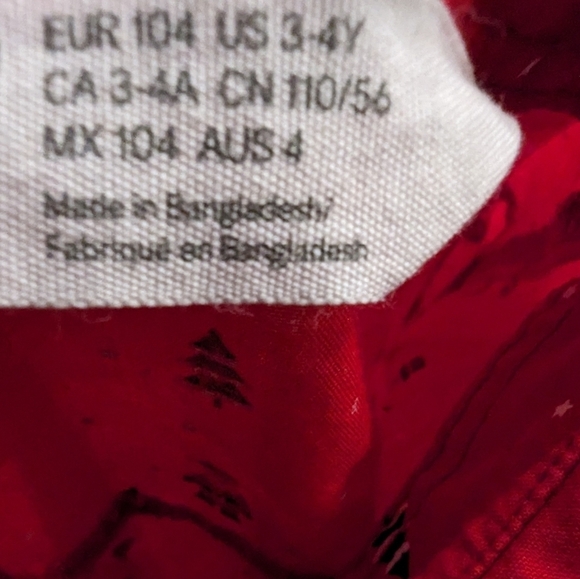 EUR 104 US 3-4Y
CA 3-4A CN 110/56
MX 104 AUS 4
Made in Bangladesh/
Fabriqué en Bangladesh